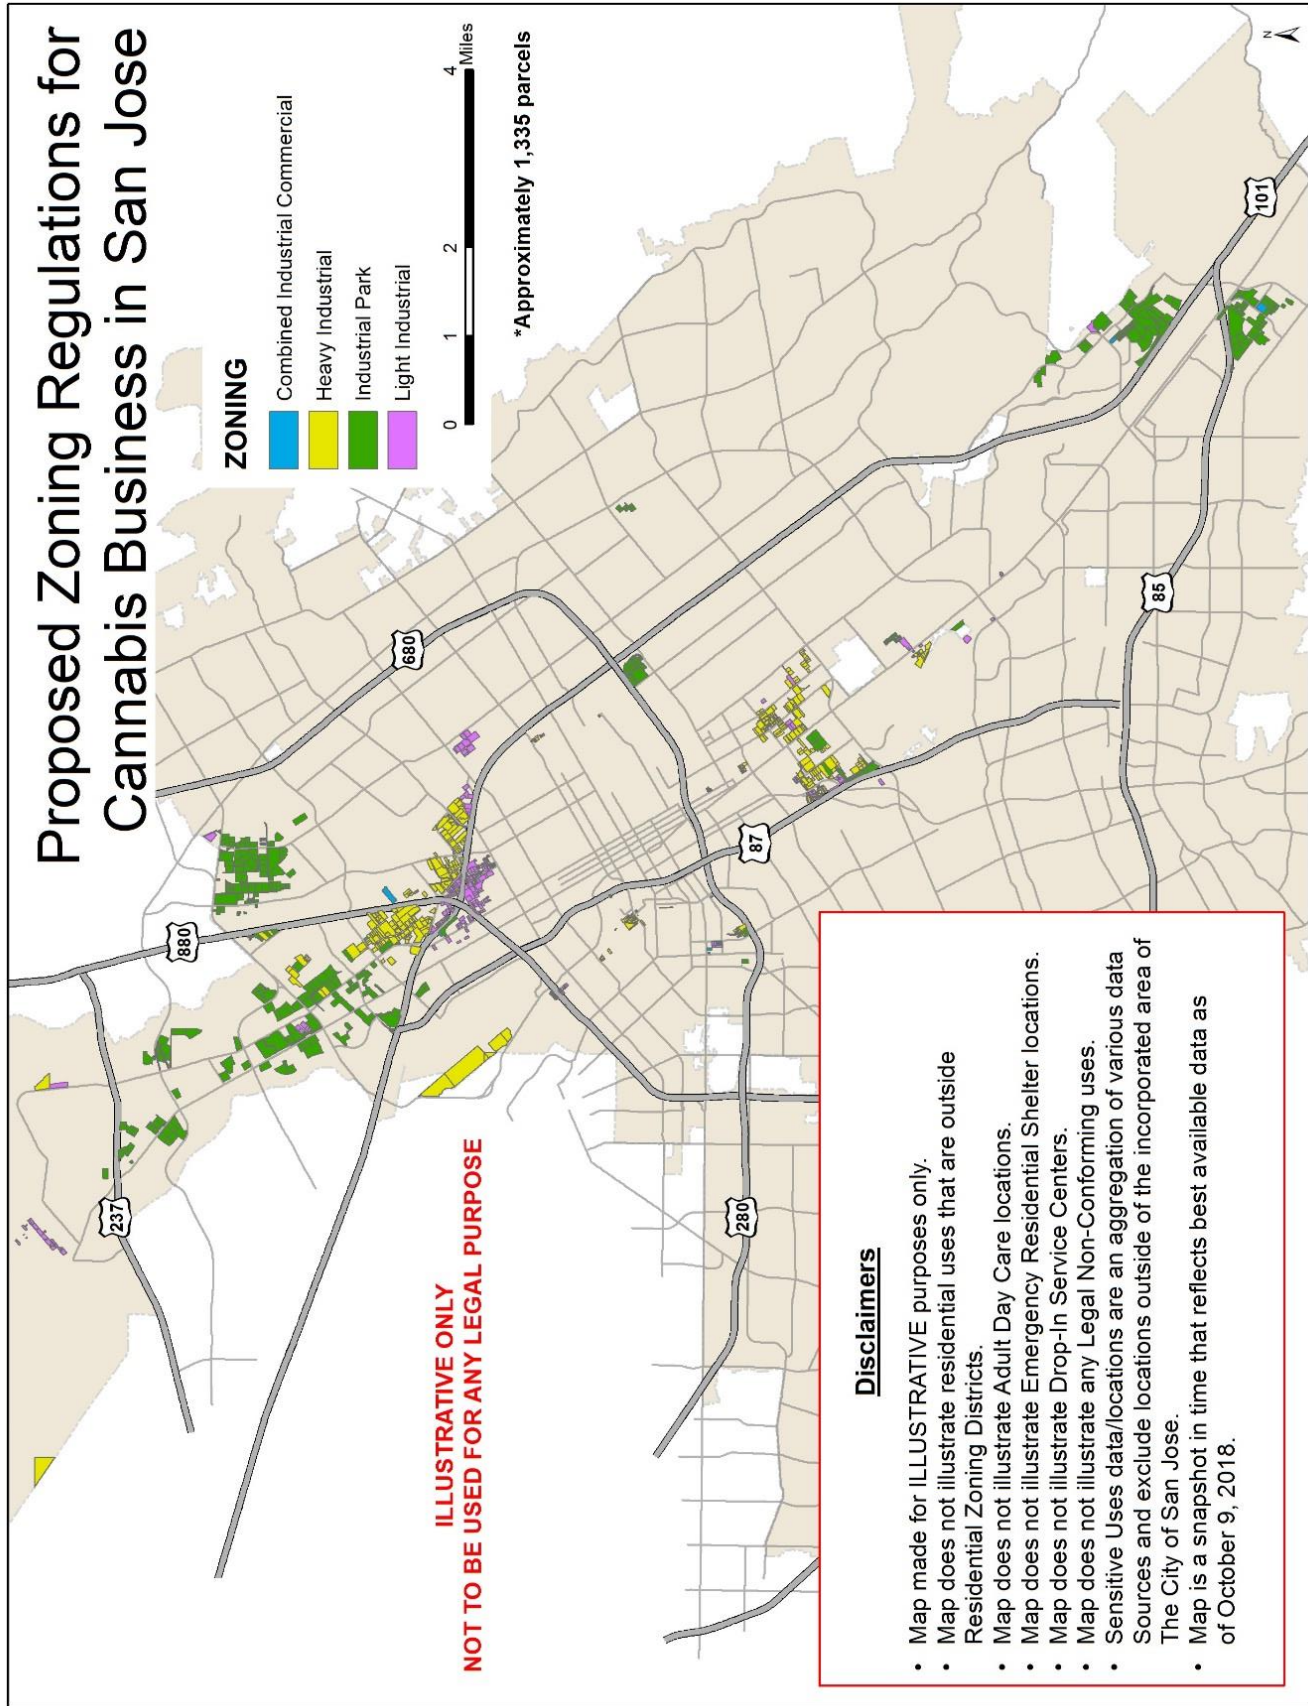 Proposed Zoning Regulations for
Cannabis Business in San Jose
ZONING
Combined Industrial Commercial
Heavy Industrial
Industrial Park
Light Industrial
0 1 2 4
Miles
*Approximately 1,335 parcels
N
237
880
680
101
280
87
85
ILLUSTRATIVE ONLY
NOT TO BE USED FOR ANY LEGAL PURPOSE
Disclaimers
• Map made for ILLUSTRATIVE purposes only.
• Map does not illustrate residential uses that are outside
Residential Zoning Districts.
• Map does not illustrate Adult Day Care locations.
• Map does not illustrate Emergency Residential Shelter locations.
• Map does not illustrate Drop-In Service Centers.
• Map does not illustrate any Legal Non-Conforming uses.
• Sensitive Uses data/locations are an aggregation of various data
Sources and exclude locations outside of the incorporated area of
The City of San Jose.
• Map is a snapshot in time that reflects best available data as
of October 9, 2018.